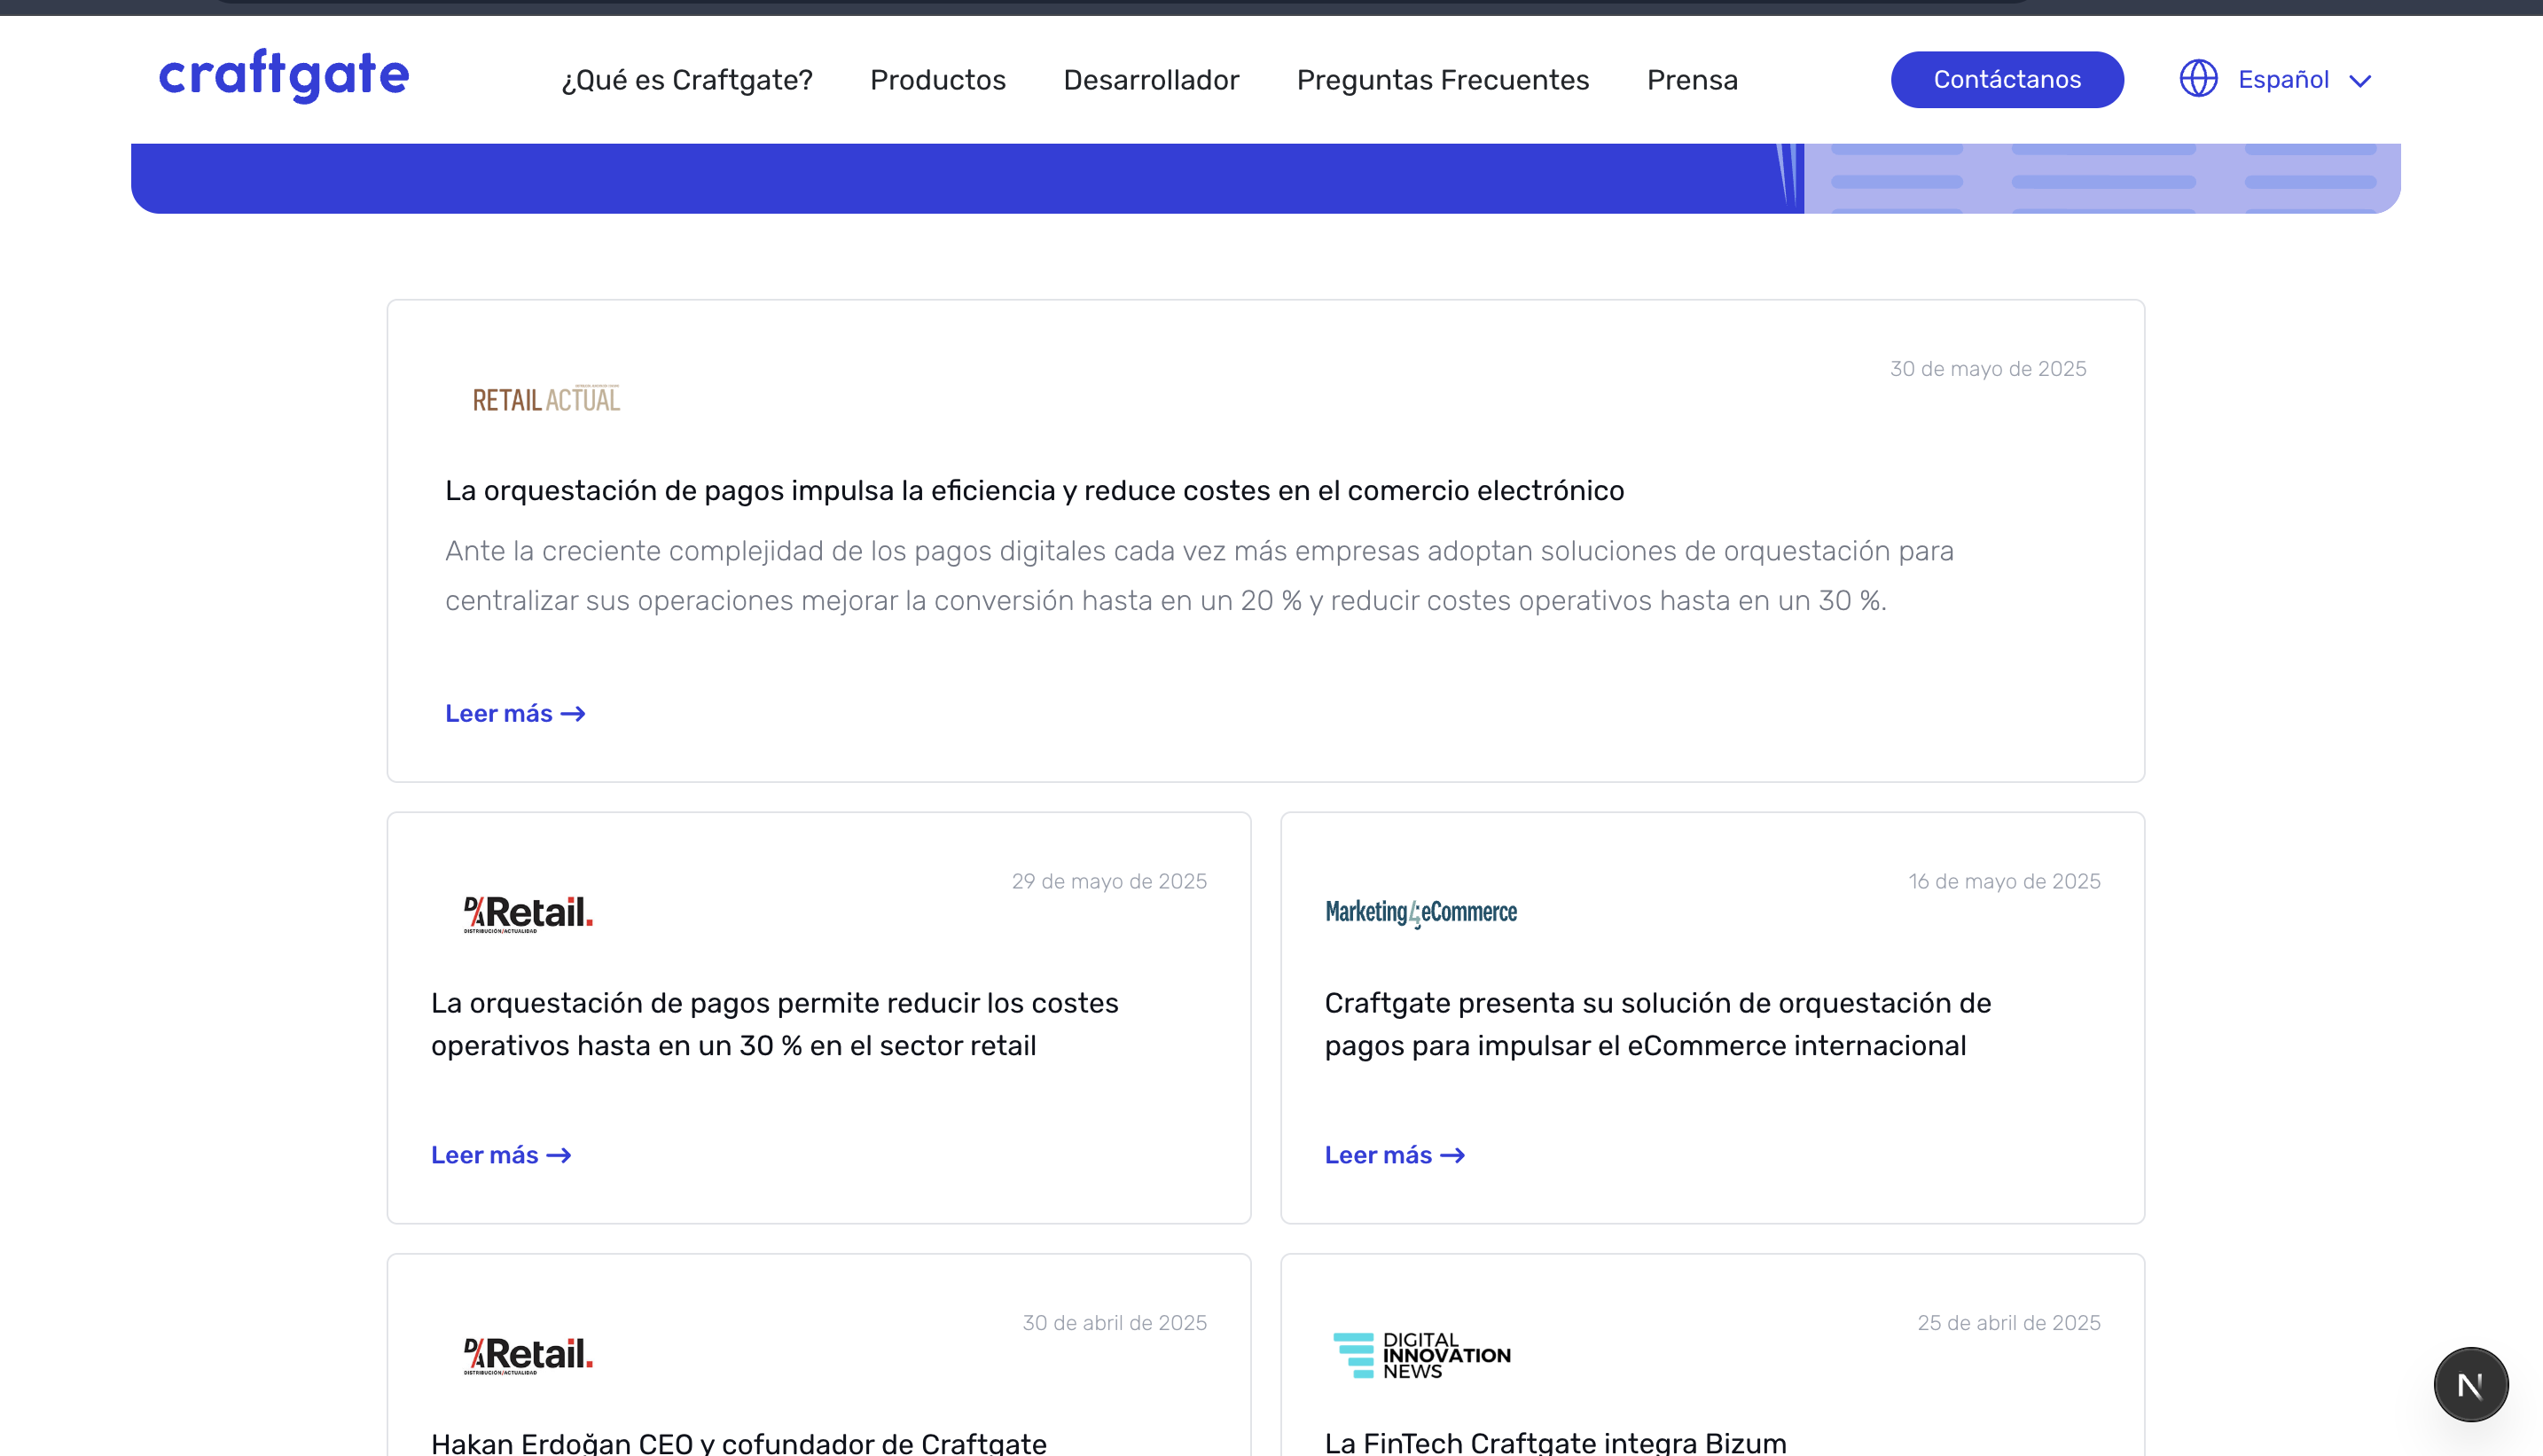 craftgate
¿Qué es Craftgate?
Productos
Desarrollador
Preguntas Frecuentes
Prensa
Contáctanos
Español
30 de mayo de 2025
RETAIL ACTUAL
La orquestación de pagos impulsa la eficiencia y reduce costes en el comercio electrónico
Ante la creciente complejidad de los pagos digitales cada vez más empresas adoptan soluciones de orquestación para
centralizar sus operaciones mejorar la conversión hasta en un 20 % y reducir costes operativos hasta en un 30 %.
Leer más →
29 de mayo de 2025
D/A Retail.
DISTRIBUCIÓN/ACTUALIDAD
La orquestación de pagos permite reducir los costes
operativos hasta en un 30 % en el sector retail
Leer más →
16 de mayo de 2025
Marketing4eCommerce
Craftgate presenta su solución de orquestación de
pagos para impulsar el eCommerce internacional
Leer más →
30 de abril de 2025
D/A Retail.
DISTRIBUCIÓN/ACTUALIDAD
Hakan Erdoğan CEO y cofundador de Craftgate
25 de abril de 2025
DIGITAL
INNOVATION
NEWS
La FinTech Craftgate integra Bizum
N